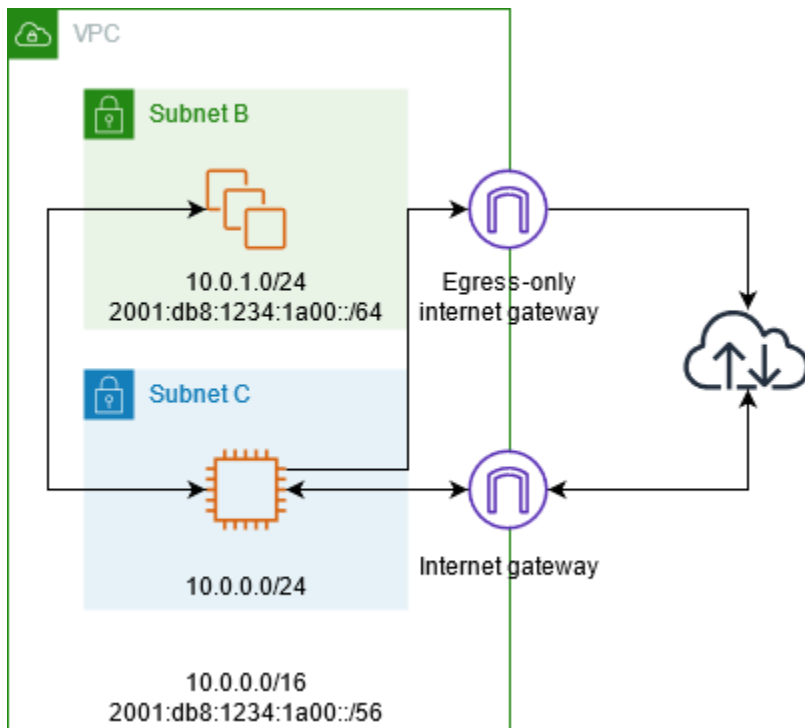 VPC
Subnet B
10.0.1.0/24
2001:db8:1234:1a00::/64
Egress-only
internet gateway
Subnet C
10.0.0.0/24
Internet gateway
10.0.0.0/16
2001:db8:1234:1a00::/56